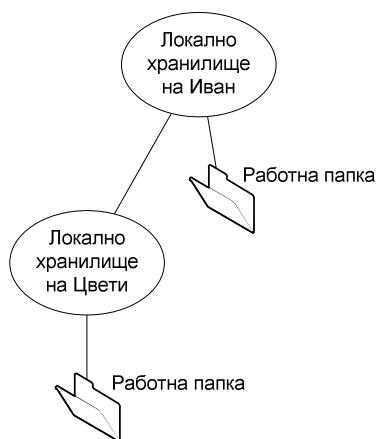 Локално
хранилище
на Иван
Работна папка
Локално
хранилище
на Цвети
Работна папка